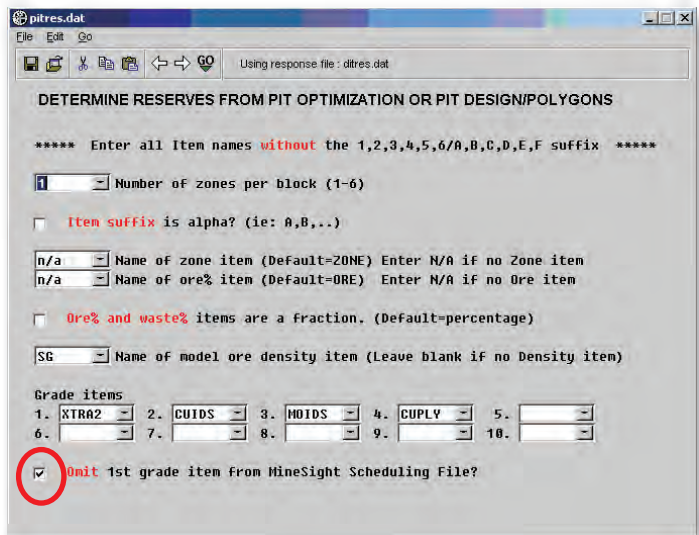 pitres.dat
File Edit Go
GO Using response file : ditres.dat
DETERMINE RESERVES FROM PIT OPTIMIZATION OR PIT DESIGN/POLYGONS
***** Enter all Item names without the 1,2,3,4,5,6/A,B,C,D,E,F suffix *****
1 Number of zones per block (1-6)
Item suffix is alpha? (ie: A,B,..)
n/a Name of zone item (Default=ZONE) Enter N/A if no Zone item
n/a Name of ore% item (Default=ORE) Enter N/A if no Ore item
Ore% and waste% items are a fraction. (Default=percentage)
SG Name of model ore density item (Leave blank if no Density item)
Grade items
1. XTRA2 2. CUIDS 3. MOIDS 4. CUPLY 5.
6. 7. 8. 9. 10.
Omit 1st grade item from MineSight Scheduling File?